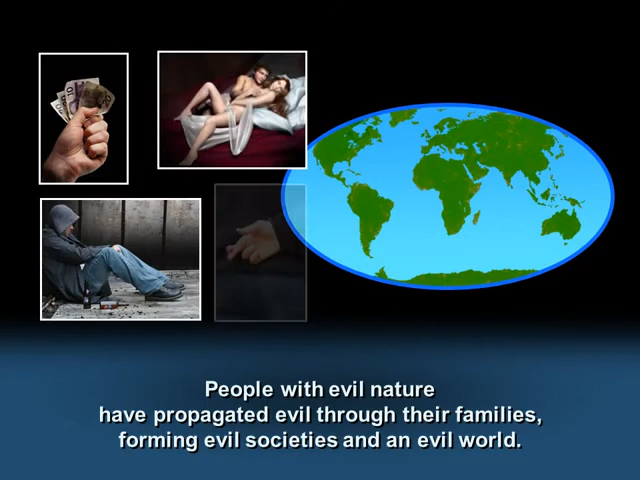 People with evil nature
have propagated evil through their families,
forming evil societies and an evil world.